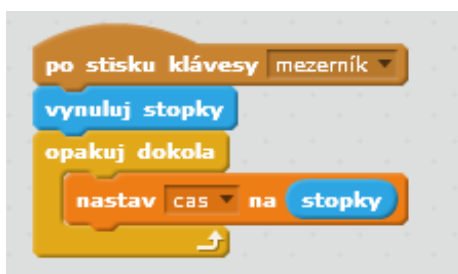 po stisku klávesy mezerník
vynuluj stopky
opakuj dokola
nastav cas na stopky